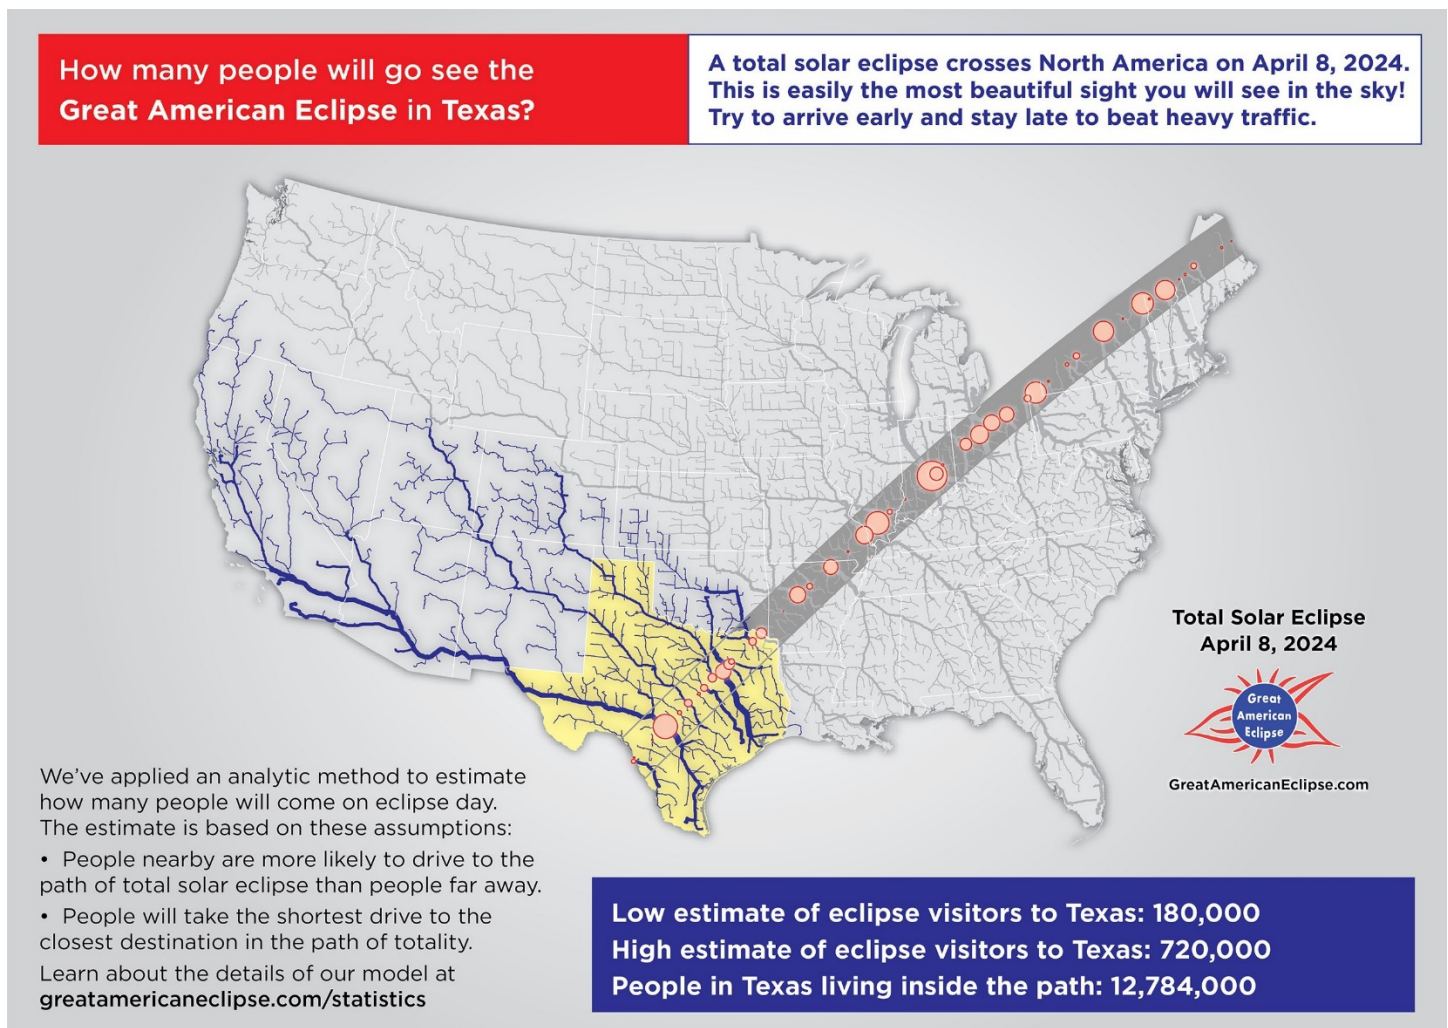 How many people will go see the
Great American Eclipse in Texas?
A total solar eclipse crosses North America on April 8, 2024.
This is easily the most beautiful sight you will see in the sky!
Try to arrive early and stay late to beat heavy traffic.
Total Solar Eclipse
April 8, 2024
Great
American
Eclipse
GreatAmericanEclipse.com
We’ve applied an analytic method to estimate
how many people will come on eclipse day.
The estimate is based on these assumptions:
• People nearby are more likely to drive to the
path of total solar eclipse than people far away.
• People will take the shortest drive to the
closest destination in the path of totality.
Learn about the details of our model at
greatamericaneclipse.com/statistics
Low estimate of eclipse visitors to Texas: 180,000
High estimate of eclipse visitors to Texas: 720,000
People in Texas living inside the path: 12,784,000